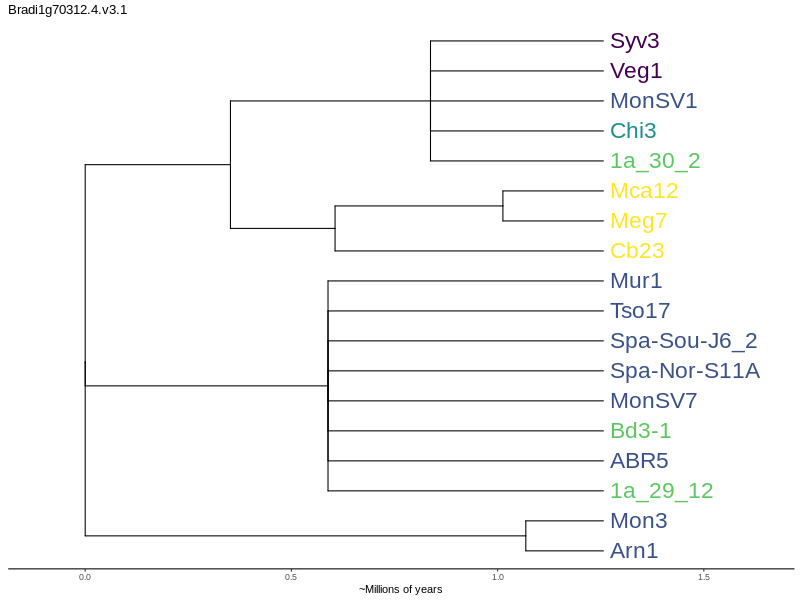 Bradi1g70312.4.v3.1
Syv3
Veg1
MonSV1
Chi3
1a_30_2
Mca12
Meg7
Cb23
Mur1
Tso17
Spa-Sou-J6_2
Spa-Nor-S11A
MonSV7
Bd3-1
ABR5
1a_29_12
Mon3
Arn1
0.0 0.5 1.0 1.5
~Millions of years